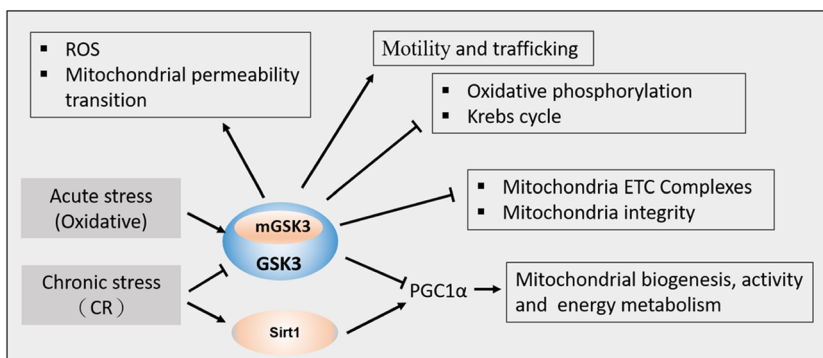 ▪ ROS
▪ Mitochondrial permeability
transition
Motility and trafficking
▪ Oxidative phosphorylation
▪ Krebs cycle
▪ Mitochondria ETC Complexes
▪ Mitochondria integrity
Acute stress
(Oxidative)
mGSK3
GSK3
Chronic stress
（CR）
Sirt1
PGC1α
Mitochondrial biogenesis, activity
and energy metabolism